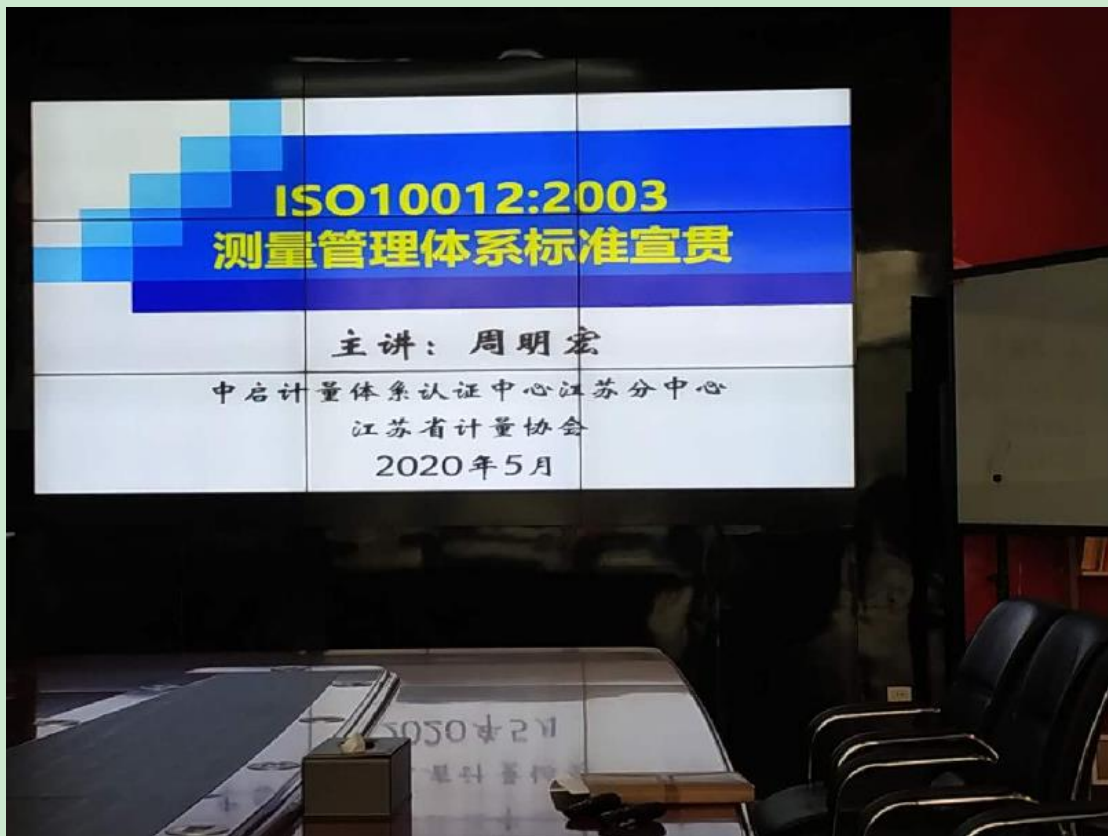 ISO10012:2003
测量管理体系标准宣贯
主讲：周明宏
中启计量体系认证中心江苏分中心
江苏省计量协会
2020年5月